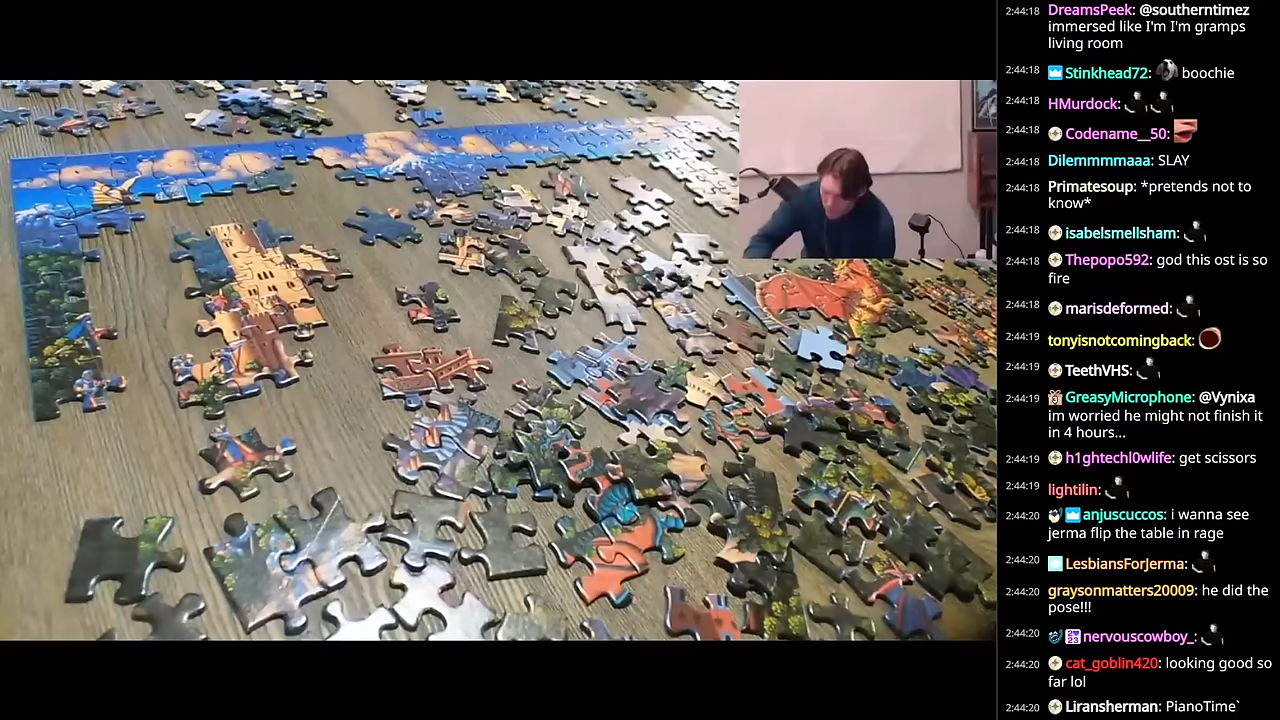 2:44:18 DreamsPeek: @southerntimez
immersed like I'm I'm gramps
living room
2:44:18 Stinkhead72: boochie
2:44:18 HMurdock:
2:44:18 Codename__50:
2:44:18 Dilemmmmaaa: SLAY
2:44:18 Primatesoup: *pretends not to
know*
2:44:18 isabelsmellsham:
2:44:18 Thepopo592: god this ost is so
fire
2:44:18 marisdeformed:
2:44:19 tonyisnotcomingback:
2:44:19 TeethVHS:
2:44:19 GreasyMicrophone: @Vynixa
im worried he might not finish it
in 4 hours...
2:44:19 h1ghtechl0wlife: get scissors
2:44:19 lightilin:
2:44:20 anjuscuccos: i wanna see
jerma flip the table in rage
2:44:20 LesbiansForJerma:
2:44:20 graysonmatters20009: he did the
pose!!!
2:44:20 nervouscowboy_:
2:44:20 cat_goblin420: looking good so
far lol
2:44:20 Liransherman: PianoTime`